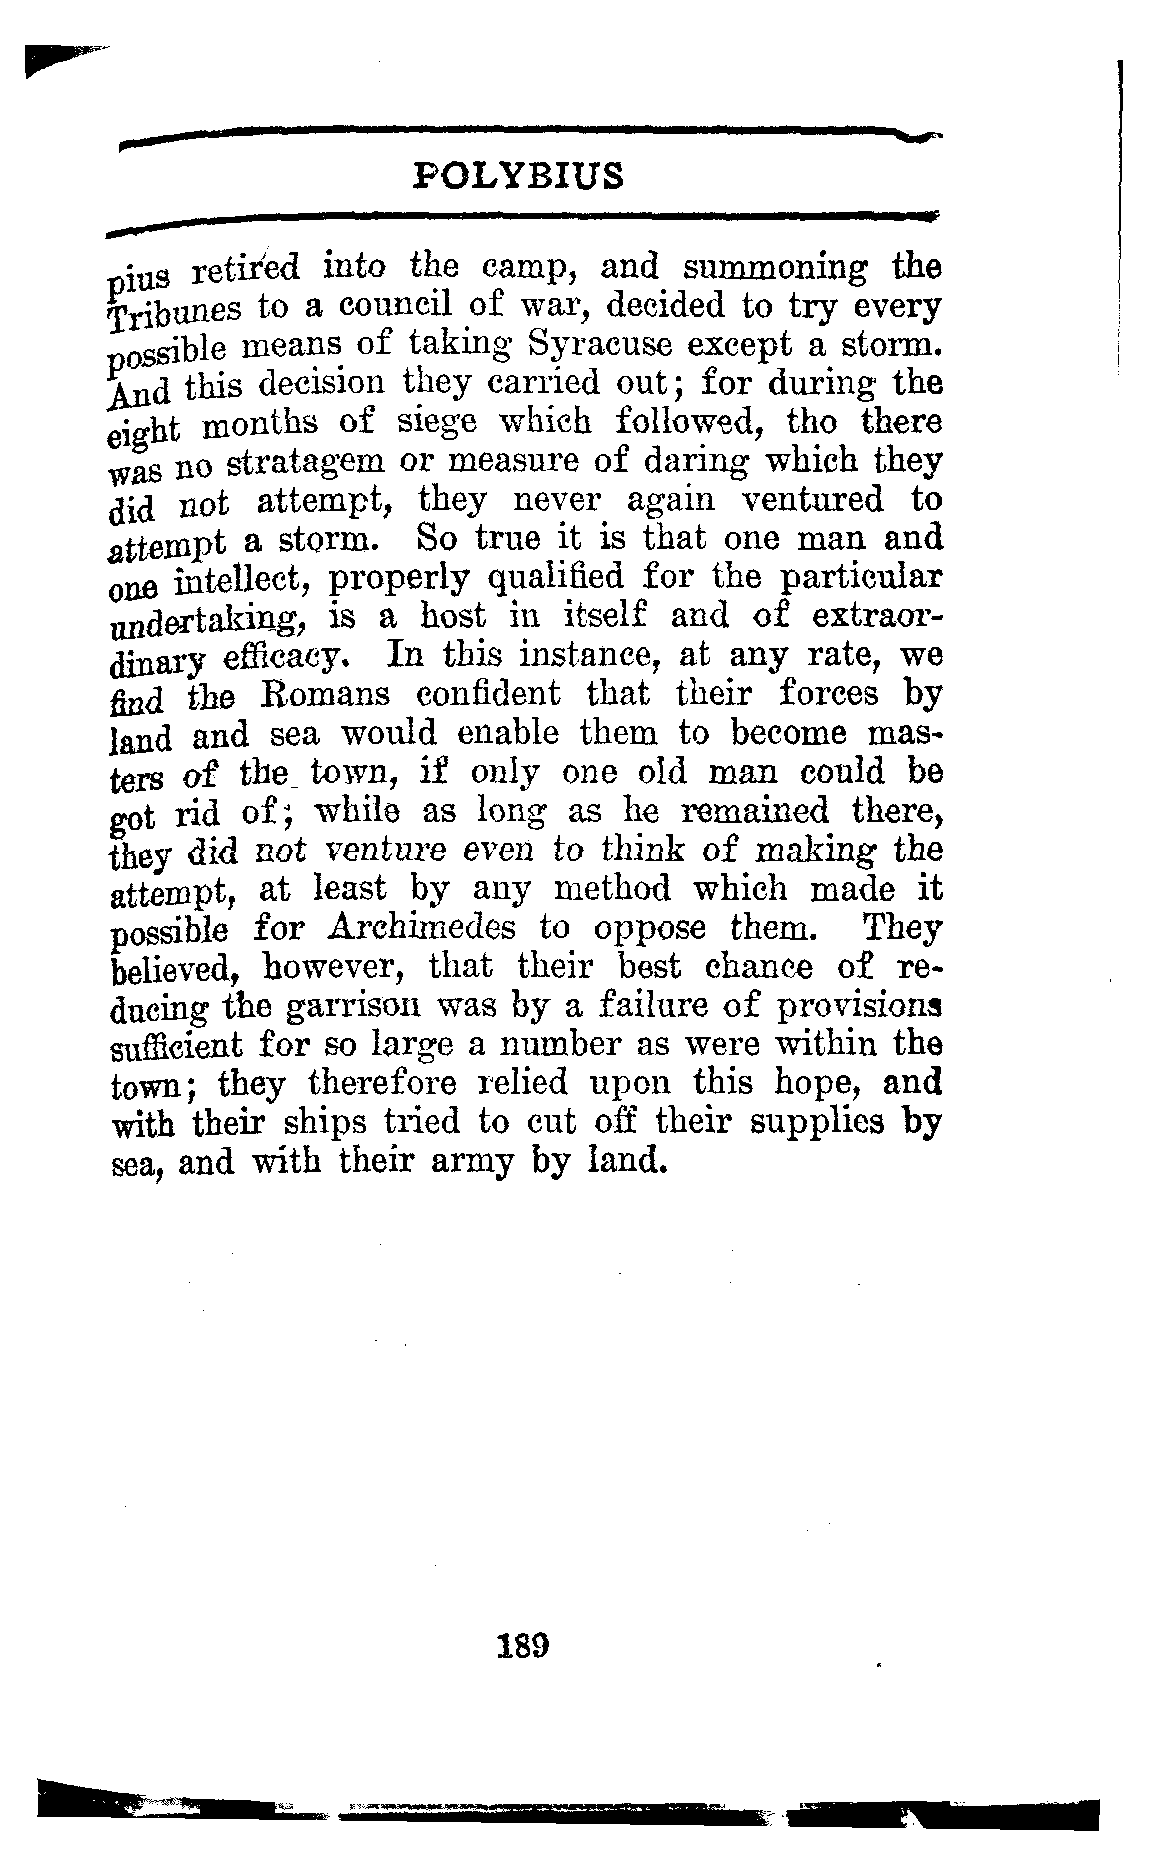 POLYBIUS
pius retired into the camp, and summoning the
Tribunes to a council of war, decided to try every
possible means of taking Syracuse except a storm.
And this decision they carried out; for during the
eight months of siege which followed, tho there
was no stratagem or measure of daring which they
did not attempt, they never again ventured to
attempt a storm. So true it is that one man and
one intellect, properly qualified for the particular
undertaking, is a host in itself and of extraor-
dinary efficacy. In this instance, at any rate, we
find the Romans confident that their forces by
land and sea would enable them to become mas-
ters of the town, if only one old man could be
got rid of; while as long as he remained there,
they did not venture even to think of making the
attempt, at least by any method which made it
possible for Archimedes to oppose them. They
believed, however, that their best chance of re-
ducing the garrison was by a failure of provisions
sufficient for so large a number as were within the
town; they therefore relied upon this hope, and
with their ships tried to cut off their supplies by
sea, and with their army by land.
189